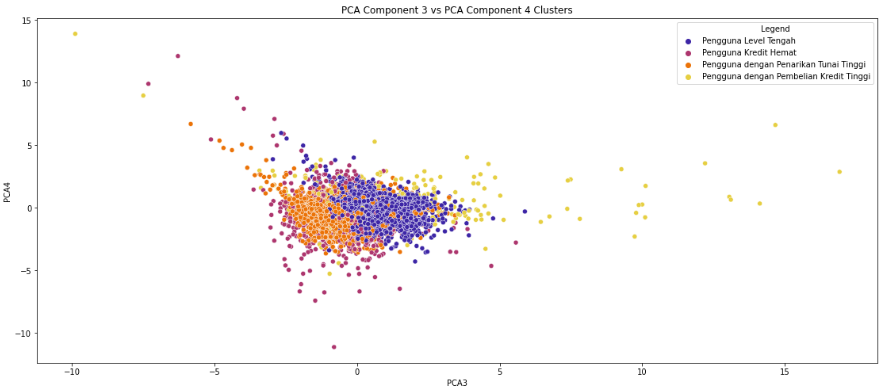 PCA Component 3 vs PCA Component 4 Clusters
Legend
Pengguna Level Tengah
Pengguna Kredit Hemat
Pengguna dengan Penarikan Tunai Tinggi
Pengguna dengan Pembelian Kredit Tinggi
15
10
5
0
−5
−10
PCA4
−10
−5
0
5
10
15
PCA3